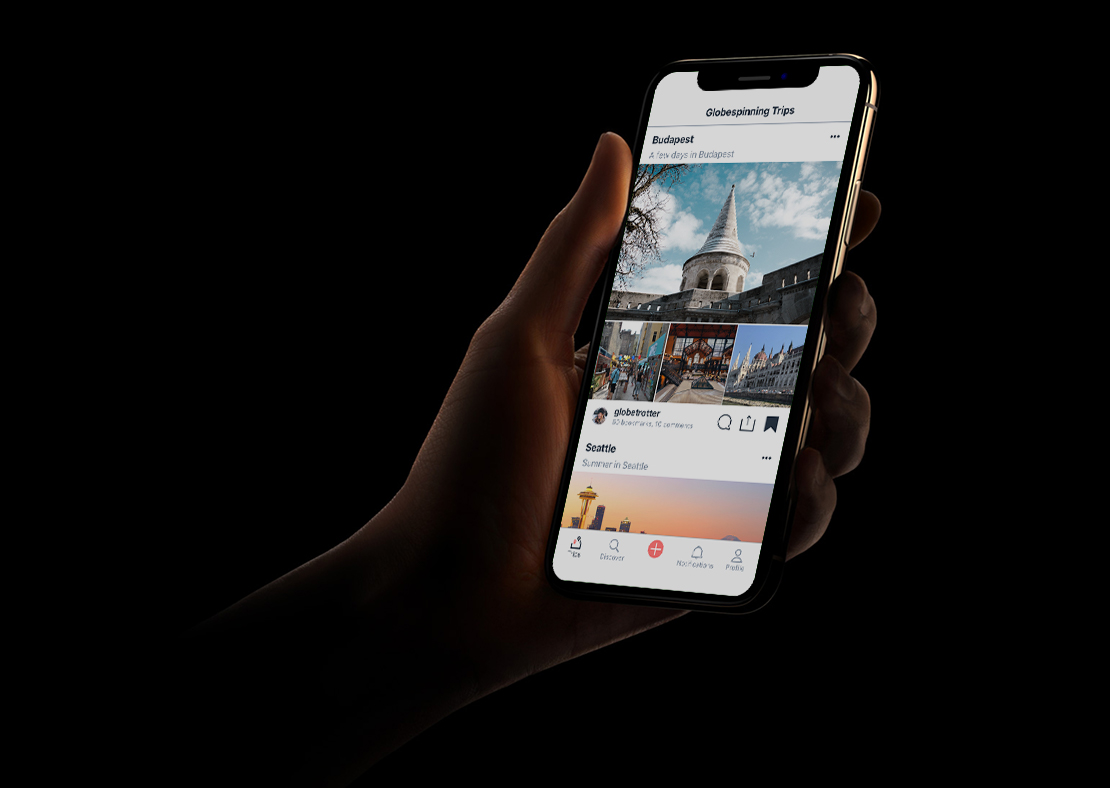 Globespinning Trips
Budapest
A few days in Budapest
globetrotter
80 bookmarks, 10 comments
Seattle
Summer in Seattle
Trips
Discover
Notifications
Profile